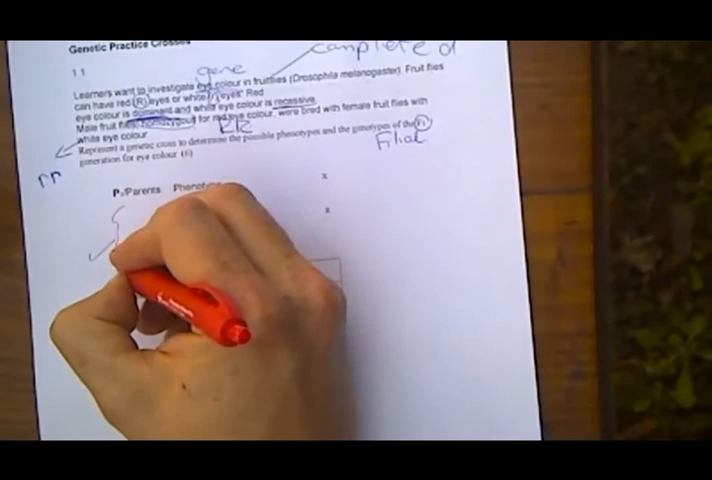 Genetic Practice Crosses
complete d
1 1
gene
Learners want to investigate eye colour in fruitflies (Drosophila melanogaster). Fruit flies
can have red (R) eyes or white eyes. Red
eye colour is dominant and white eye colour is recessive.
Male fruit flies, homozygous for red eye colour, were bred with female fruit flies with
white eye colour
RR
Represent a genetic cross to determine the possible phenotypes and the genotypes of the F1
generation for eye colour (6)
Filial
rr
P1/Parents Phenotype x
x